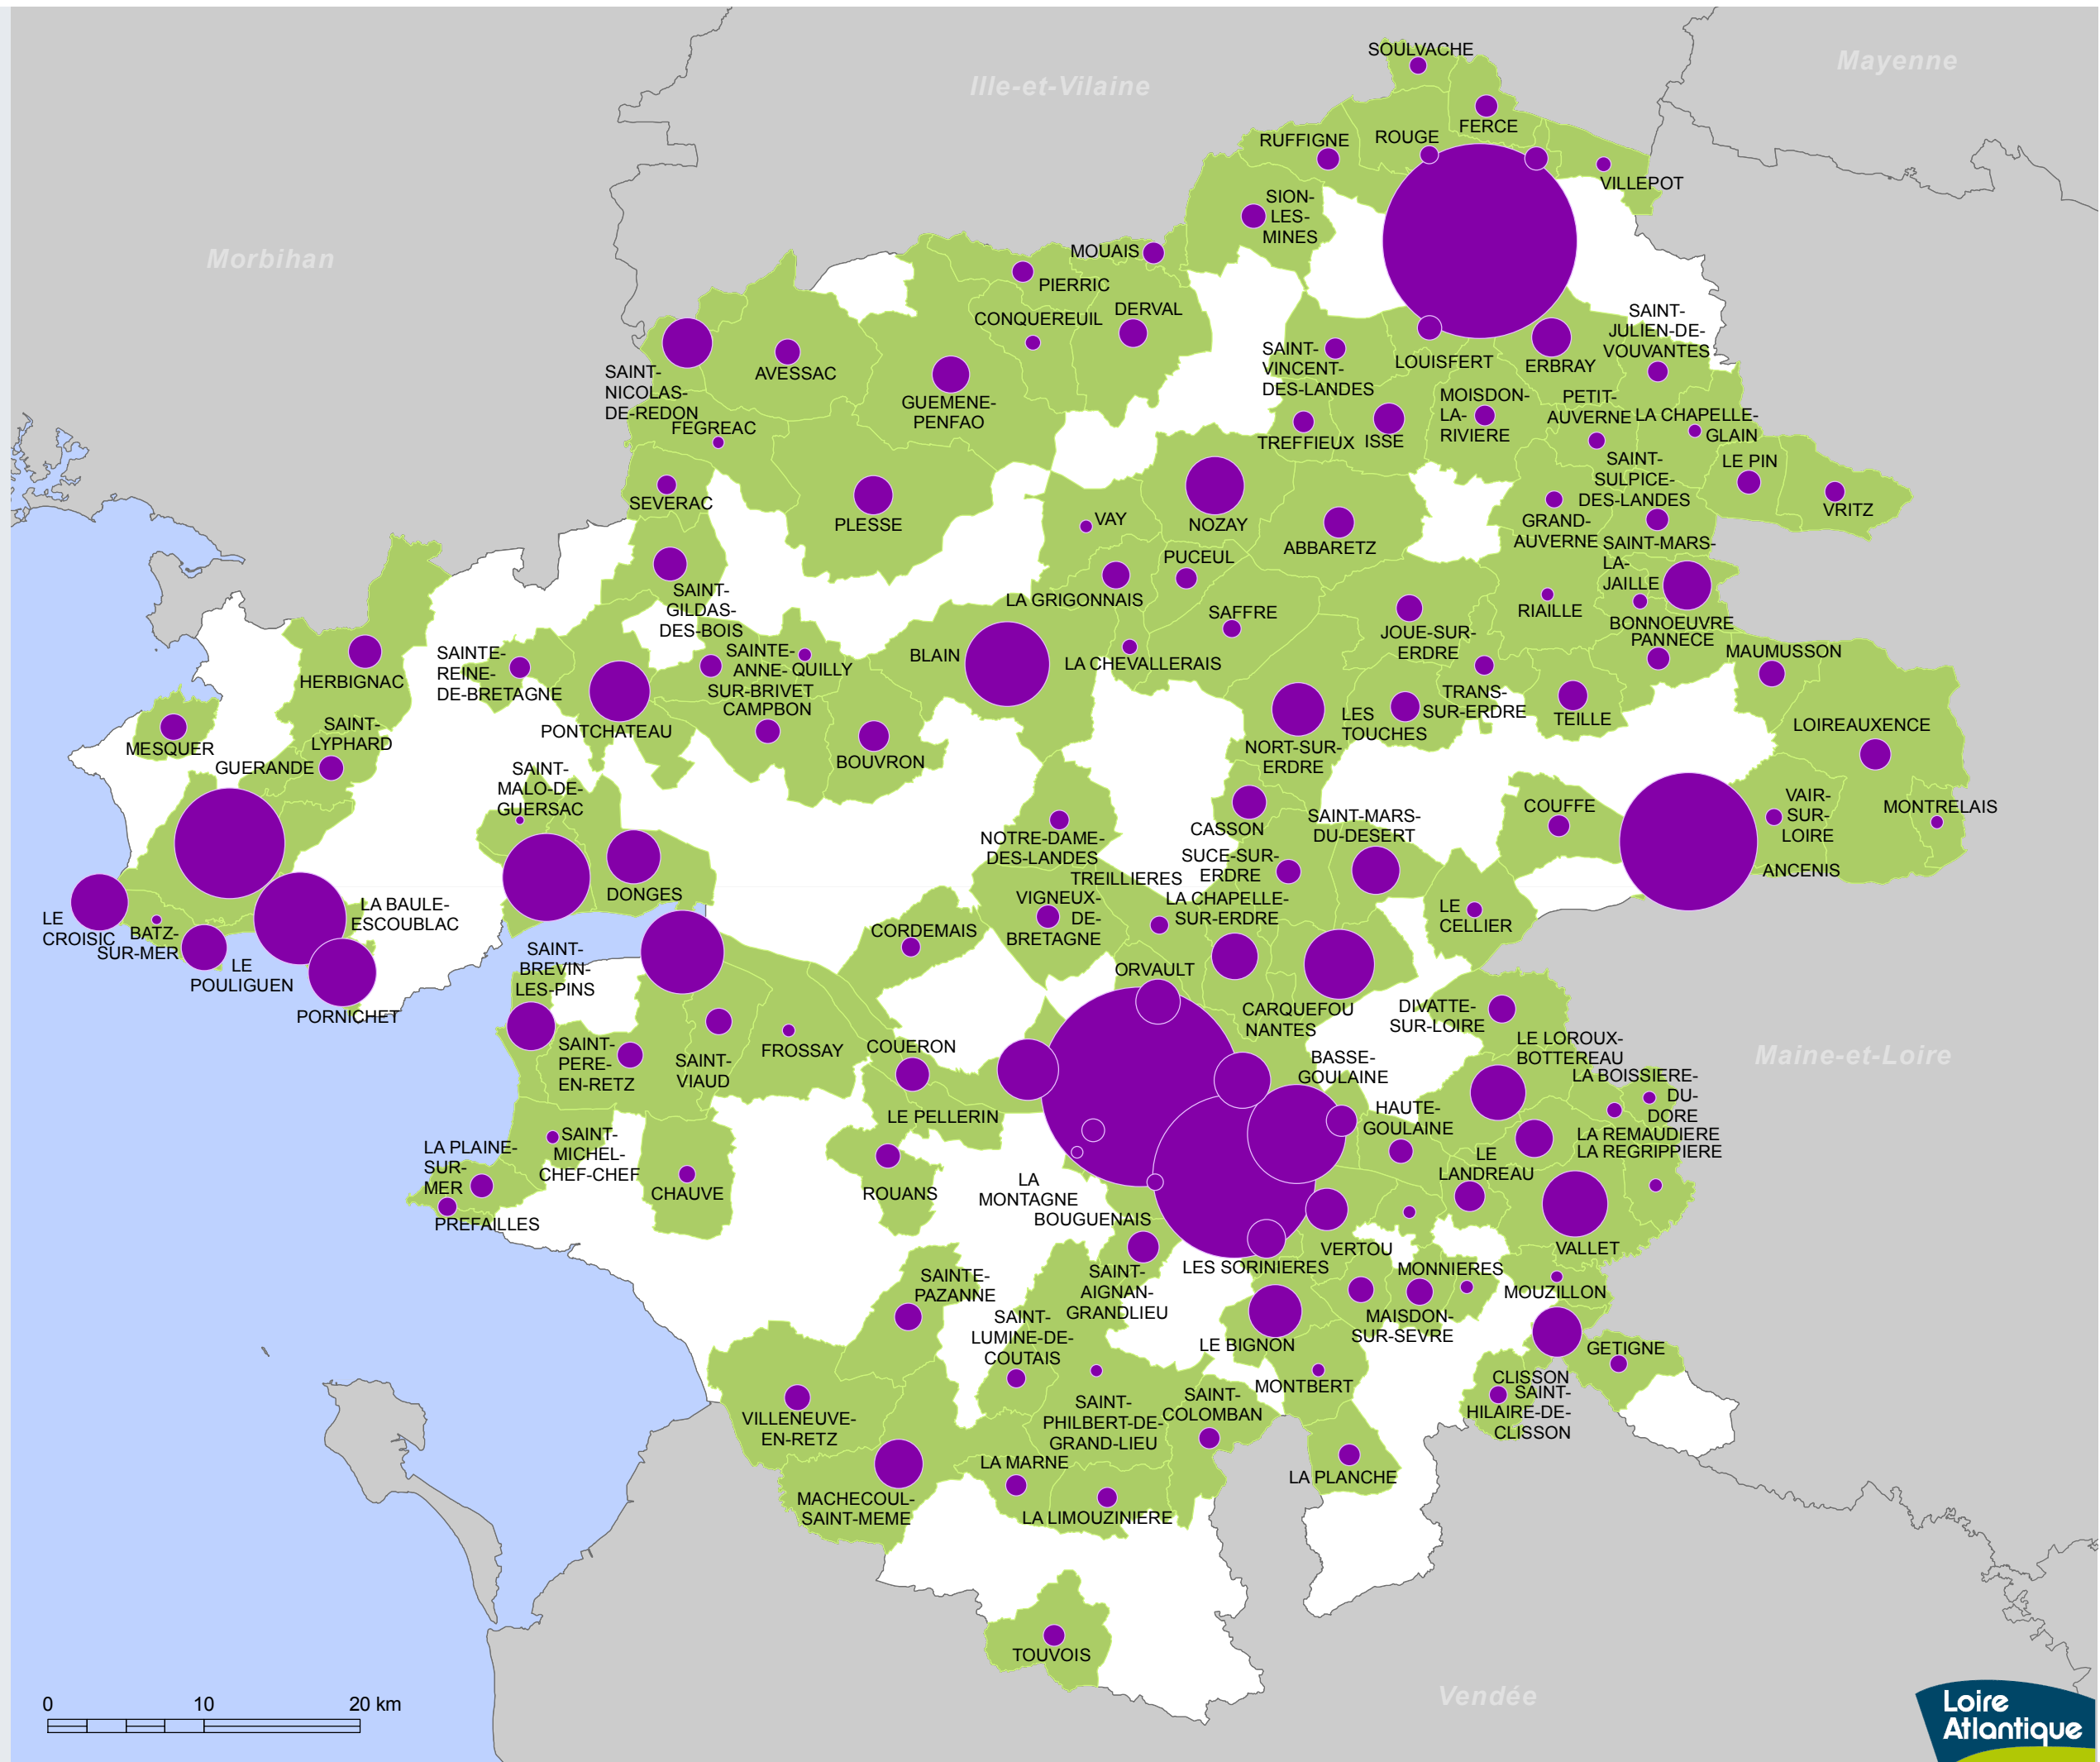 SOULVACHE
Mayenne
Ille-et-Vilaine
FERCE
ROUGE
RUFFIGNE
VILLEPOT
SION-
LES-
MINES
Morbihan
MOUAIS
PIERRIC
DERVAL
CONQUEREUIL
SAINT-
JULIEN-DE-
VOUVANTES
SAINT-
VINCENT-
DES-LANDES
LOUISFERT
ERBRAY
SAINT-
NICOLAS-
DE-REDON
AVESSAC
GUEMENE-
PENFAO
MOISDON-
LA-
RIVIERE
PETIT-
AUVERNE
LA CHAPELLE-
GLAIN
FEGREAC
TREFFIEUX
ISSE
SAINT-
SULPICE-
DES-LANDES
LE PIN
VRITZ
SEVERAC
PLESSE
VAY
NOZAY
GRAND-
AUVERNE
ABBARETZ
SAINT-MARS-
LA-
JAILLE
PUCEUL
SAINT-
GILDAS-
DES-BOIS
LA GRIGONNAIS
SAFFRE
RIAILLE
BONNOEUVRE
PANNECE
JOUE-SUR-
ERDRE
MAUMUSSON
SAINTE-
REINE-
DE-BRETAGNE
HERBIGNAC
SAINTE-
ANNE-
SUR-BRIVET
QUILLY
BLAIN
LA CHEVALLERAIS
TRANS-
SUR-ERDRE
TEILLE
LES
TOUCHES
CAMPBON
PONTCHATEAU
BOUVRON
NORT-SUR-
ERDRE
LOIREAUXENCE
SAINT-
LYPHARD
MESQUER
GUERANDE
SAINT-
MALO-DE-
GUERSAC
CASSON
SAINT-MARS-
DU-DESERT
COUFFE
VAIR-
SUR-
LOIRE
MONTRELAIS
NOTRE-DAME-
DES-LANDES
SUCE-SUR-
ERDRE
ANCENIS
TREILLIERES
DONGES
LA BAULE-
ESCOUBLAC
VIGNEUX-
DE-
BRETAGNE
LA CHAPELLE-
SUR-ERDRE
LE
CELLIER
LE
CROISIC
BATZ-
SUR-MER
CORDEMAIS
LE
POULIGUEN
SAINT-
BREVIN-
LES-PINS
ORVAULT
PORNICHET
CARQUEFOU
NANTES
DIVATTE-
SUR-LOIRE
LE LOROUX-
BOTTEREAU
SAINT-
PERE-
EN-RETZ
SAINT-
VIAUD
FROSSAY
COUERON
BASSE-
GOULAINE
Maine-et-Loire
LA BOISSIERE-
DU-
DORE
LE PELLERIN
HAUTE-
GOULAINE
LA REMAUDIERE
LA REGRIPPIERE
SAINT-
MICHEL-
CHEF-CHEF
LA PLAINE-
SUR-
MER
LE
LANDREAU
CHAUVE
ROUANS
LA
MONTAGNE
PREFAILLES
BOUGUENAIS
VERTOU
VALLET
LES SORINIERES
SAINTE-
PAZANNE
SAINT-
AIGNAN-
GRANDLIEU
MONNIERES
MOUZILLON
MAISDON-
SUR-SEVRE
SAINT-
LUMINE-DE-
COUTAIS
LE BIGNON
GETIGNE
MONTBERT
CLISSON
SAINT-
HILAIRE-DE-
CLISSON
VILLENEUVE-
EN-RETZ
SAINT-
PHILBERT-DE-
GRAND-LIEU
SAINT-
COLOMBAN
LA MARNE
LA PLANCHE
MACHECOUL-
SAINT-MEME
LA LIMOUZINIERE
TOUVOIS
Vendée
0 10 20 km
Loire
Atlantique